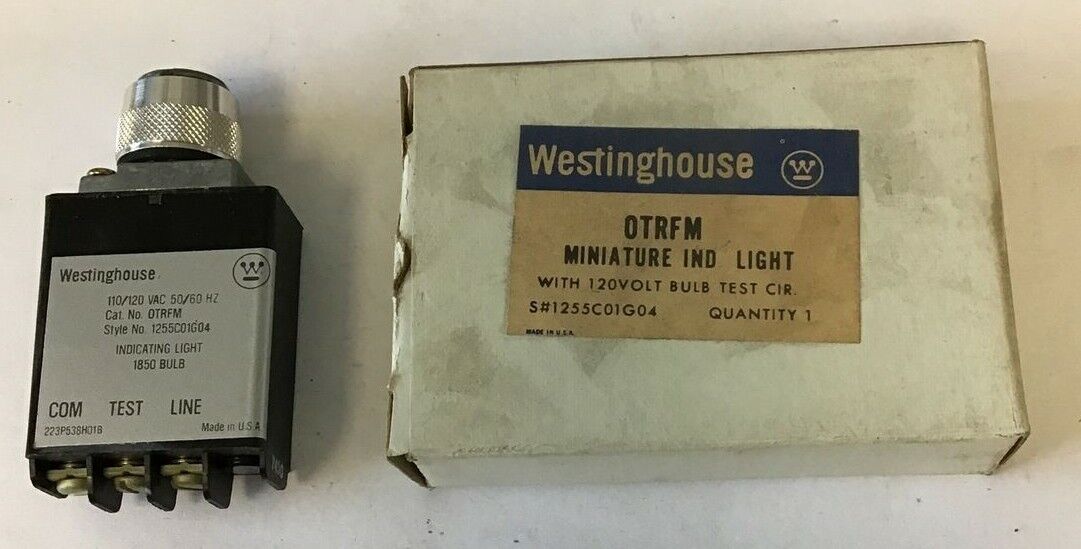 Westinghouse
110/120 VAC 50/60 HZ
Cat. No. OTRFM
Style No. 1255C01G04
INDICATING LIGHT
1850 BULB
COM TEST LINE
223P538H01B Made in U.S.A
Westinghouse
OTRFM
MINIATURE IND LIGHT
WITH 120VOLT BULB TEST CIR.
S#1255C01G04 QUANTITY 1
MADE IN U.S.A.